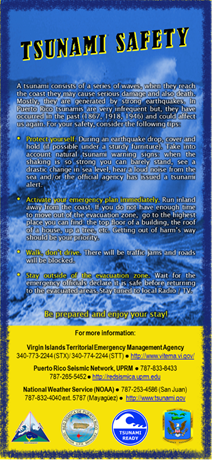 TSUNAMI SAFETY
A tsunami consists of a series of waves when they reach
the coast they may cause serious damage and also death.
Mostly, they are generated by strong earthquakes. In
Puerto Rico tsunamis are very infrequent but, they have
occurred in the past (1867, 1918, 1946) and could affect
us again. For your safety, consider the following tips:
Protect yourself. During an earthquake drop, cover and
hold (if possible under a sturdy furniture). Take into
account natural tsunami warning signs: when the
shaking is so strong you can barely stand, see a
drastic change in sea level, hear a loud noise from the
sea and/or the official agency has issued a tsunami
alert.
Activate your emergency plan immediately. Run inland
away from the coast. If you do not have enough time
to move out of the evacuation zone, go to the highest
place you can find: the top floor of a building, the roof
of a house, up a tree, etc. Getting out of harm's way
should be your priority.
Walk, don't drive. There will be traffic jams and roads
will be blocked.
Stay outside of the evacuation zone. Wait for the
emergency officials declare it is safe before returning
to the evacuated areas. Stay tuned to local Radio / TV.
Be prepared and enjoy your stay!
For more information:
Virgin Islands Territorial Emergency Management Agency
340-773-2244 (STX)/ 340-774-2244 (STT) ● http://www.vitema.vi.gov/
Puerto Rico Seismic Network, UPRM ● 787-833-8433
787-265-5452 ● http://redsismica.uprm.edu
National Weather Service (NOAA) ● 787-253-4586 (San Juan)
787-832-4040 ext. 5787 (Mayagüez) ● http://www.tsunami.gov
TSUNAMI
READY